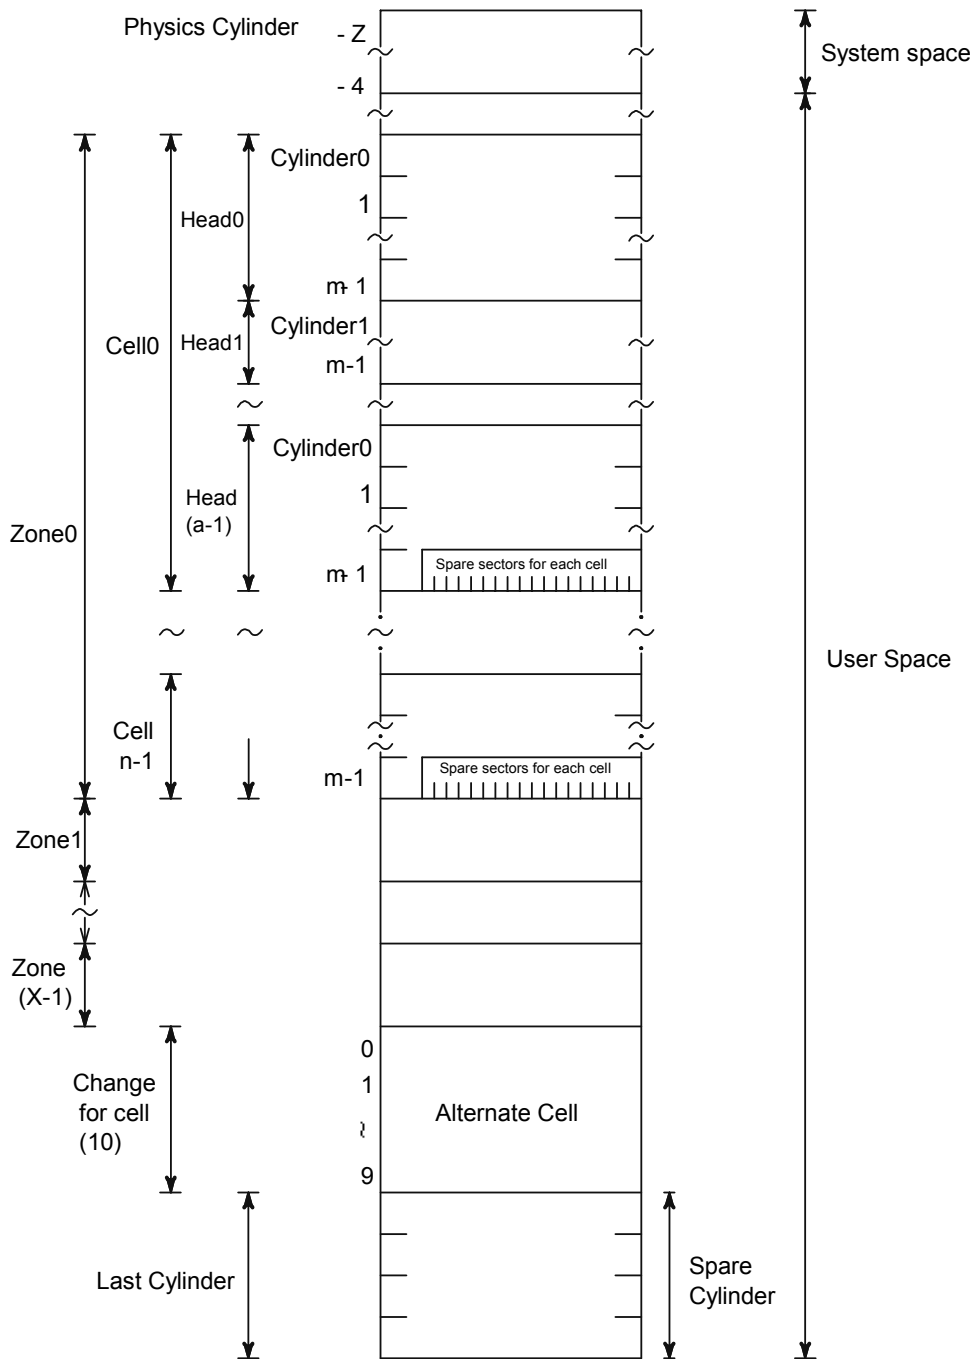 Physics Cylinder
- Z
System space
- 4
Cylinder0
1
Head0
m- 1
Cylinder1
Head1
Cell0
m-1
Cylinder0
1
Head
(a-1)
Zone0
Spare sectors for each cell
m- 1
User Space
Cell
n-1
Spare sectors for each cell
m-1
Zone1
Zone
(X-1)
0
1
~
9
Change
for cell
(10)
Alternate Cell
Last Cylinder
Spare
Cylinder